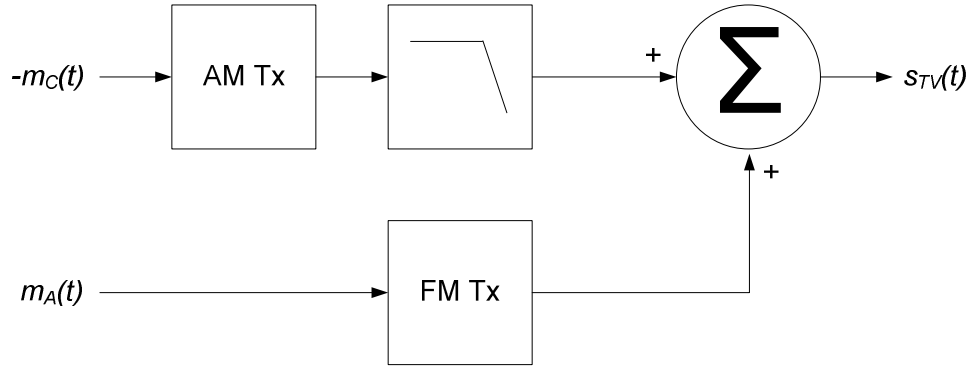 -mC(t)
AM Tx
+
Σ
sTV(t)
+
mA(t)
FM Tx